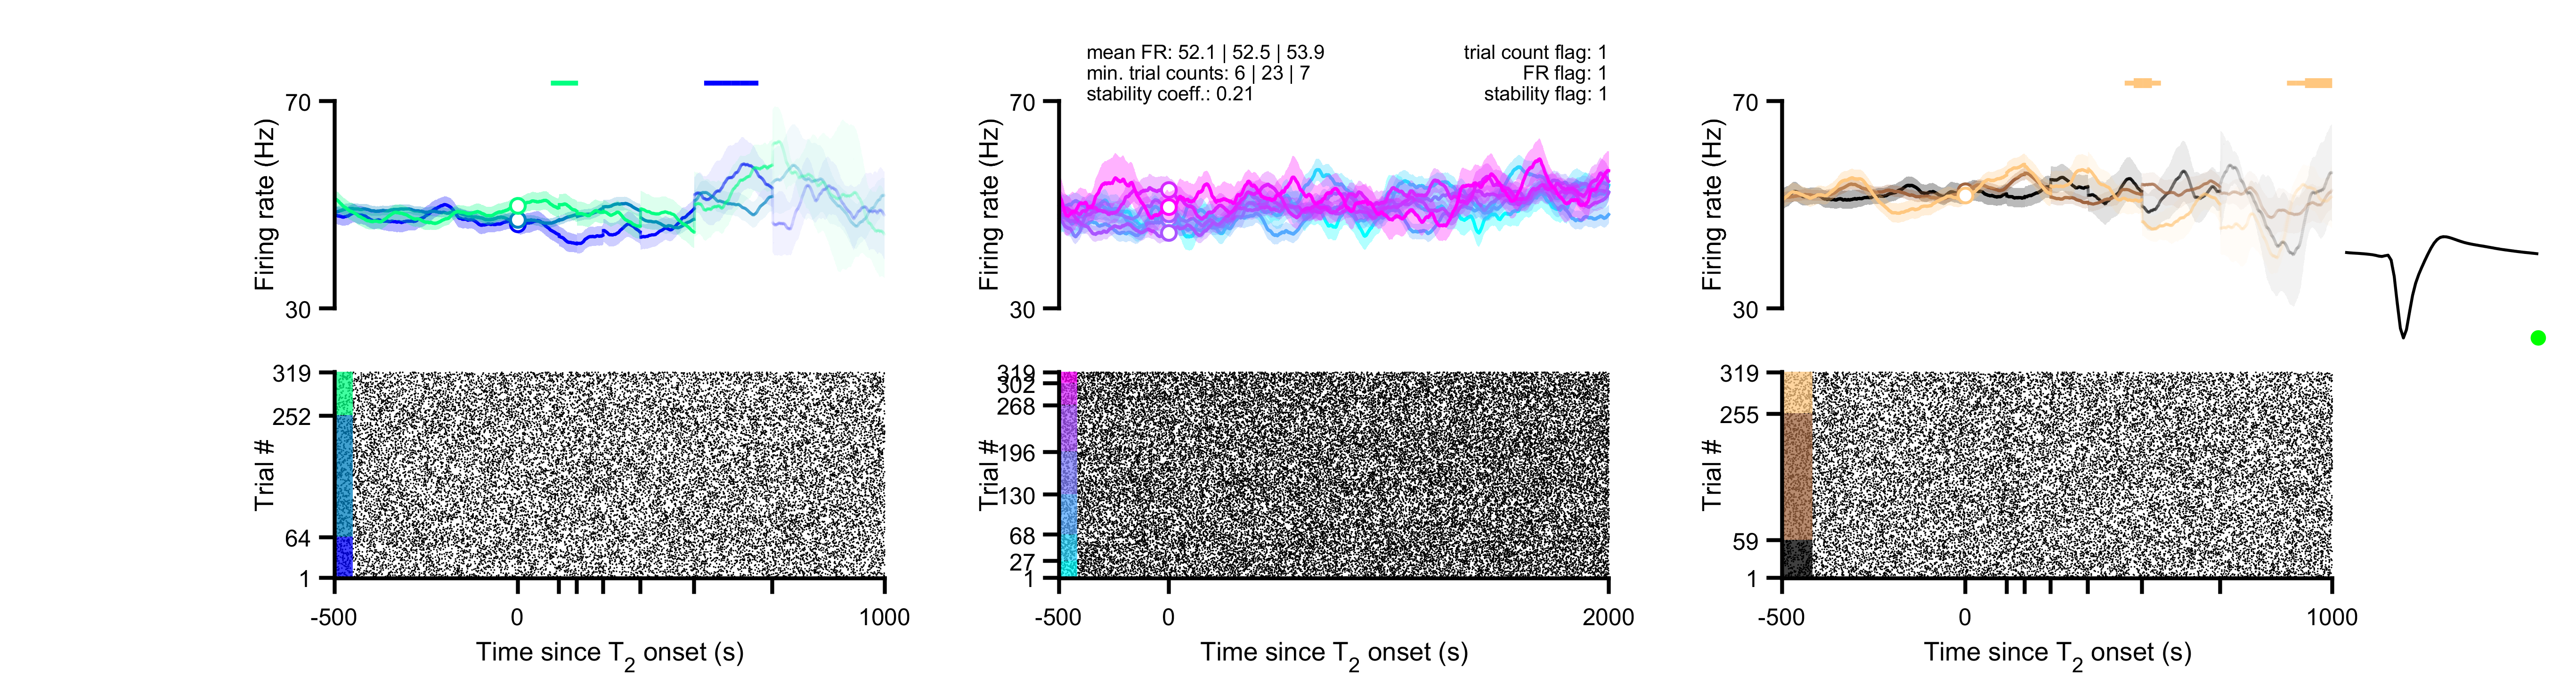 mean FR: 52.1 | 52.5 | 53.9
min. trial counts: 6 | 23 | 7
stability coeff.: 0.21
trial count flag: 1
FR flag: 1
stability flag: 1
70
Firing rate (Hz)
30
70
Firing rate (Hz)
30
70
Firing rate (Hz)
30
319
252
Trial #
64
1
-500
0
1000
Time since T2 onset (s)
319
302
268
196
Trial #
130
68
27
1
-500
0
2000
Time since T2 onset (s)
319
255
Trial #
59
1
-500
0
1000
Time since T2 onset (s)